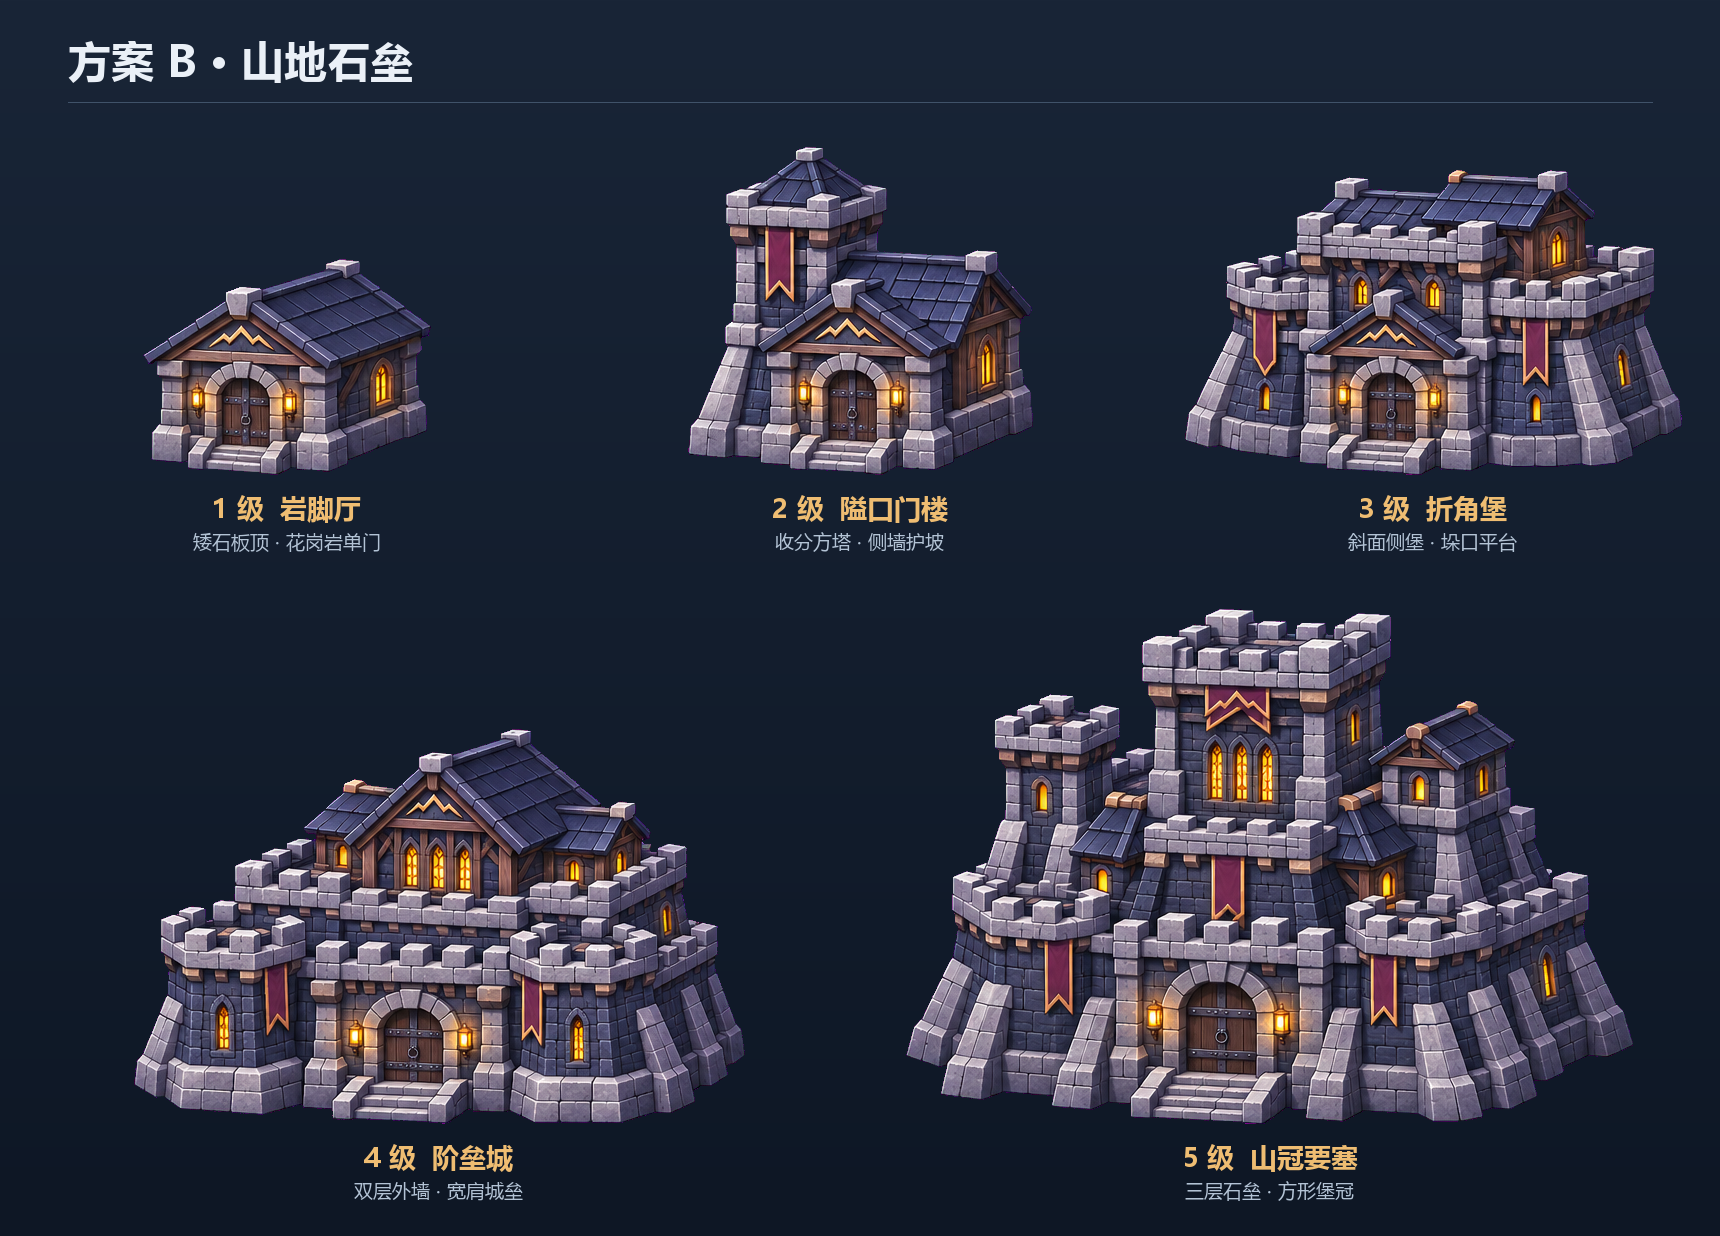 方案 B · 山地石垒
1 级 岩脚厅
矮石板顶 · 花岗岩单门
2 级 隘口门楼
收分方塔 · 侧墙护坡
3 级 折角堡
斜面侧堡 · 垛口平台
4 级 阶垒城
双层外墙 · 宽肩城垒
5 级 山冠要塞
三层石垒 · 方形堡冠